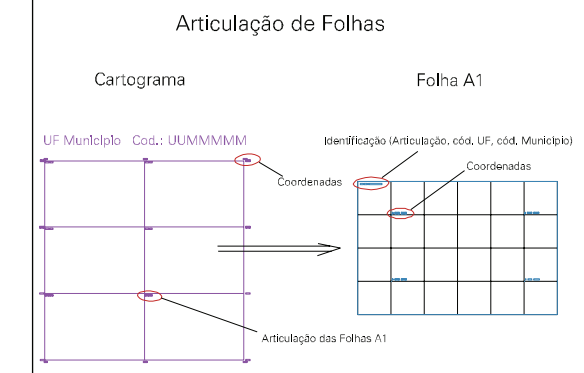 Articulação de Folhas
Cartograma
Folha A1
UF Município Cod.: UUMMMMM
Identificação (Articulação, cód. UF, cód. Município)
Coordenadas
Coordenadas
Articulação das Folhas A1